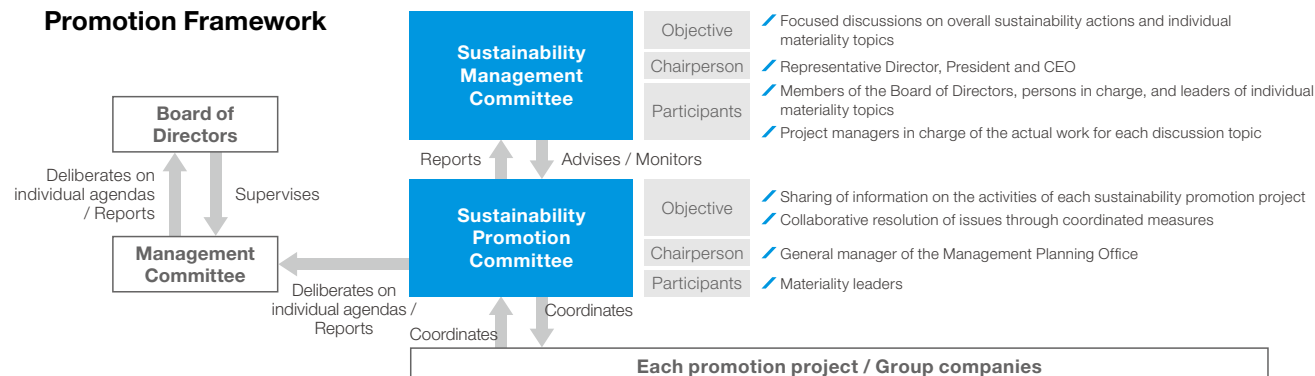 Promotion Framework
Board of
Directors
Deliberates on
individual agendas
/ Reports
Supervises
Management
Committee
Deliberates on
individual agendas /
Reports
Sustainability
Management
Committee
Objective
Focused discussions on overall sustainability actions and individual
materiality topics
Chairperson
Representative Director, President and CEO
Participants
Members of the Board of Directors, persons in charge, and leaders of individual
materiality topics
Project managers in charge of the actual work for each discussion topic
Reports
Advises / Monitors
Sustainability
Promotion
Committee
Objective
Sharing of information on the activities of each sustainability promotion project
Collaborative resolution of issues through coordinated measures
Chairperson
General manager of the Management Planning Office
Participants
Materiality leaders
Coordinates
Coordinates
Each promotion project / Group companies